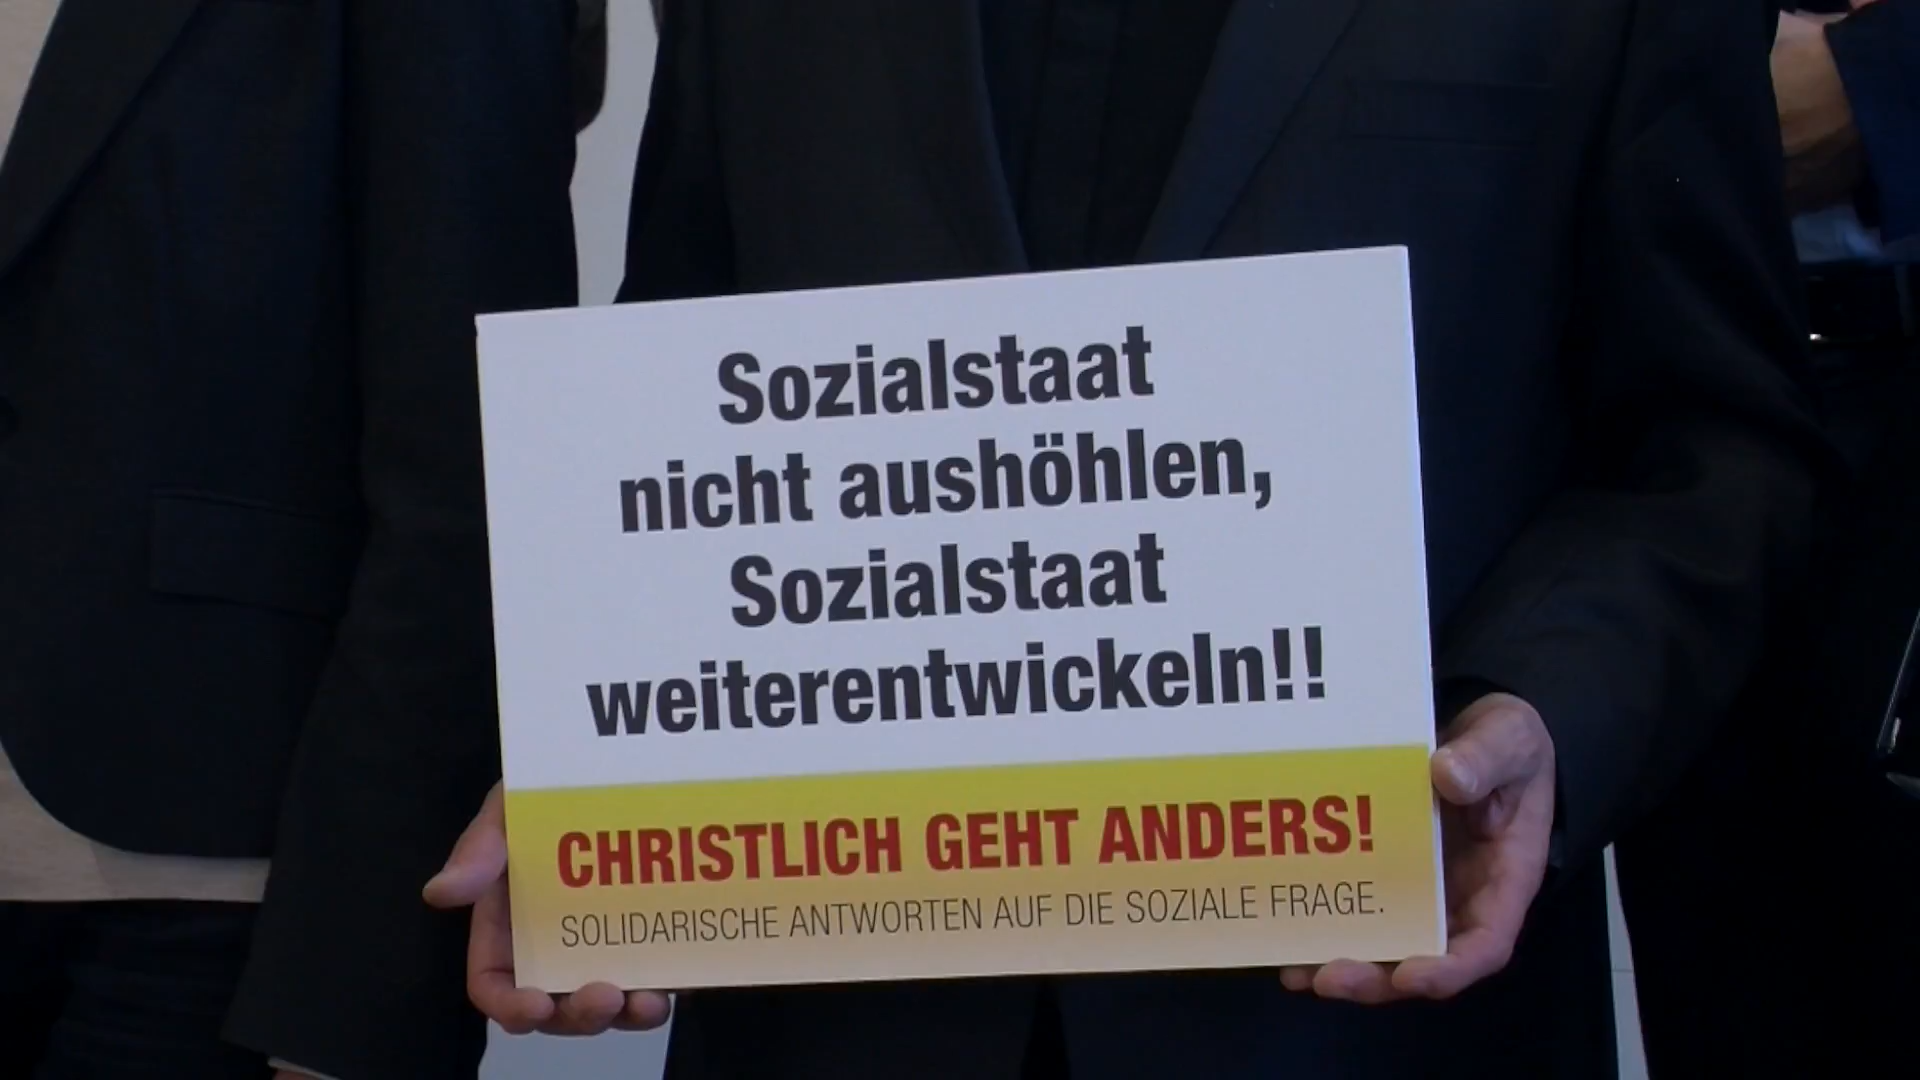 Sozialstaat
nicht aushöhlen,
Sozialstaat
weiterentwickeln!!
CHRISTLICH GEHT ANDERS!
SOLIDARISCHE ANTWORTEN AUF DIE SOZIALE FRAGE.